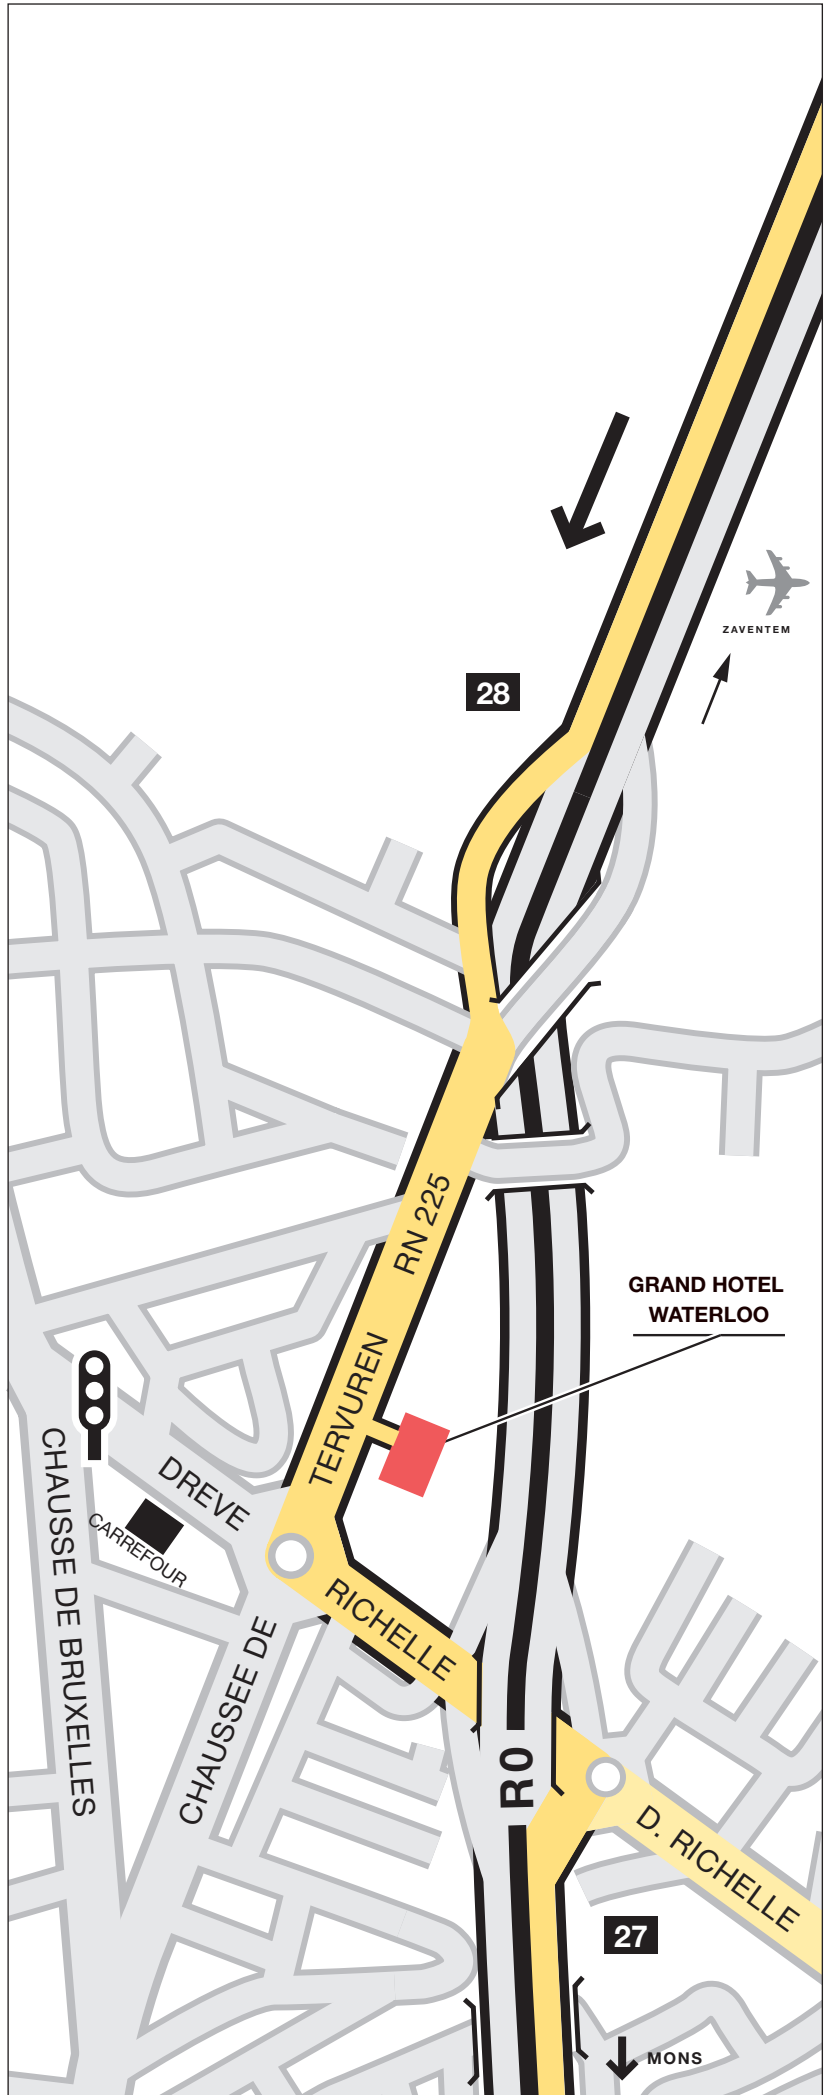 ZAVENTEM
28
RN 225
GRAND HOTEL
WATERLOO
TERVUREN
DREVE
CARREFOUR
CHAUSSE DE BRUXELLES
RICHELLE
CHAUSSEE DE
R0
D. RICHELLE
27
MONS